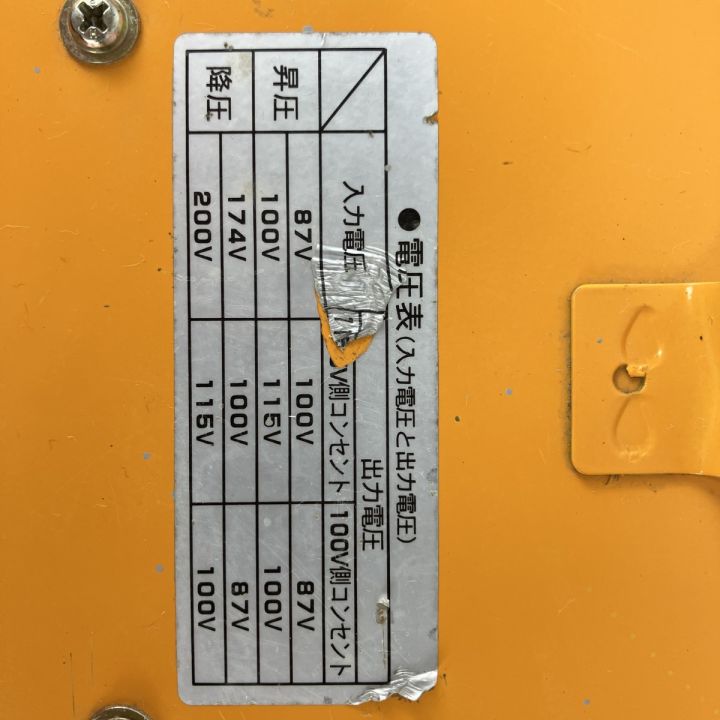 ●電圧表(入力電圧と出力電圧)
入力電圧 出力電圧
V側コンセント 100V側コンセント
昇圧 87V 100V 87V
100V 115V 100V
降圧 174V 100V 87V
200V 115V 100V